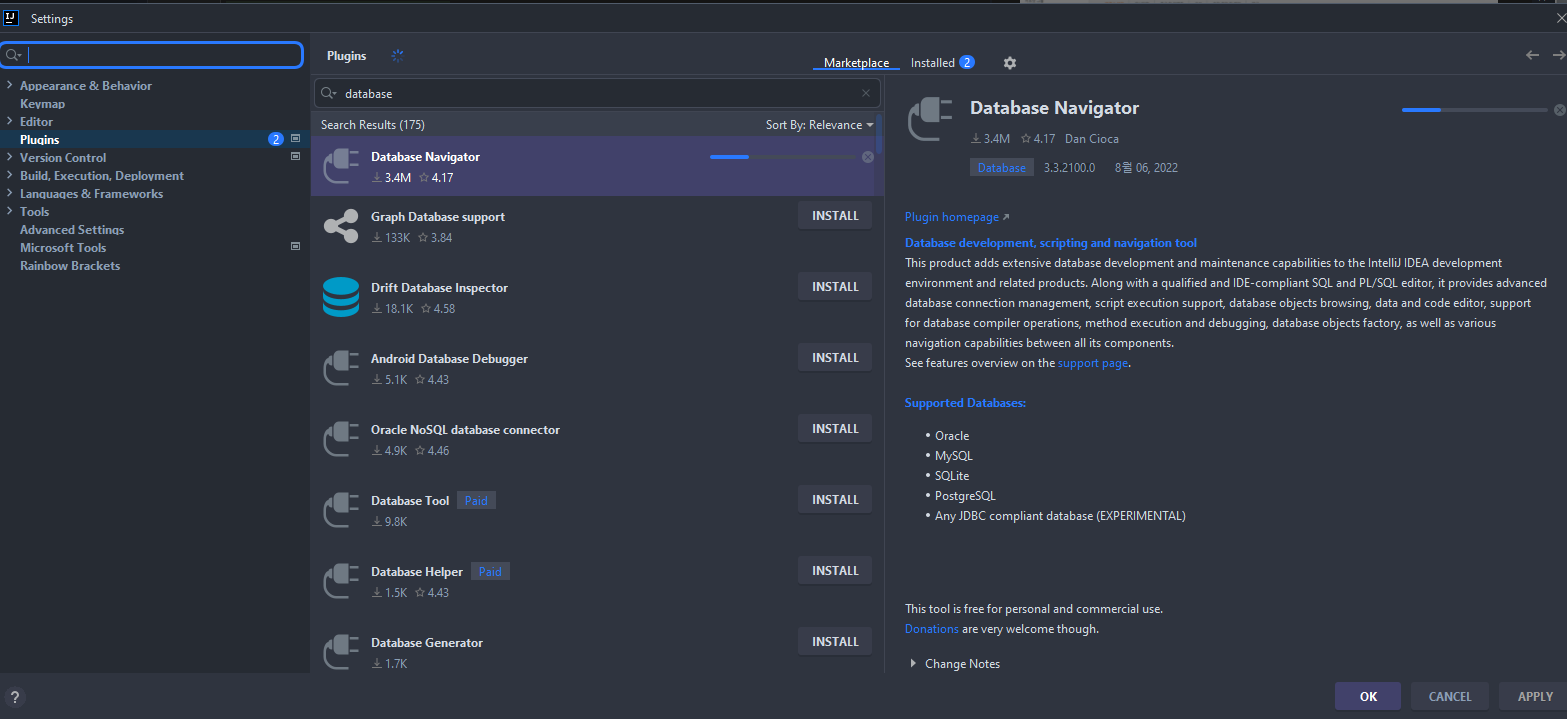 IJ Settings
Appearance & Behavior
Keymap
Editor
Plugins 2
Version Control
Build, Execution, Deployment
Languages & Frameworks
Tools
Advanced Settings
Microsoft Tools
Rainbow Brackets
?
Plugins
Marketplace Installed 2
database
Search Results (175) Sort By: Relevance
Database Navigator
3.4M 4.17
Graph Database support INSTALL
133K 3.84
Drift Database Inspector INSTALL
18.1K 4.58
Android Database Debugger INSTALL
5.1K 4.43
Oracle NoSQL database connector INSTALL
4.9K 4.46
Database Tool Paid INSTALL
9.8K
Database Helper Paid INSTALL
1.5K 4.43
Database Generator INSTALL
1.7K
Database Navigator
3.4M 4.17 Dan Cioca
Database 3.3.2100.0 8월 06, 2022
Plugin homepage
Database development, scripting and navigation tool
This product adds extensive database development and maintenance capabilities to the IntelliJ IDEA development
environment and related products. Along with a qualified and IDE-compliant SQL and PL/SQL editor, it provides advanced
database connection management, script execution support, database objects browsing, data and code editor, support
for database compiler operations, method execution and debugging, database objects factory, as well as various
navigation capabilities between all its components.
See features overview on the support page.
Supported Databases:
• Oracle
• MySQL
• SQLite
• PostgreSQL
• Any JDBC compliant database (EXPERIMENTAL)
This tool is free for personal and commercial use.
Donations are very welcome though.
Change Notes
OK CANCEL APPLY